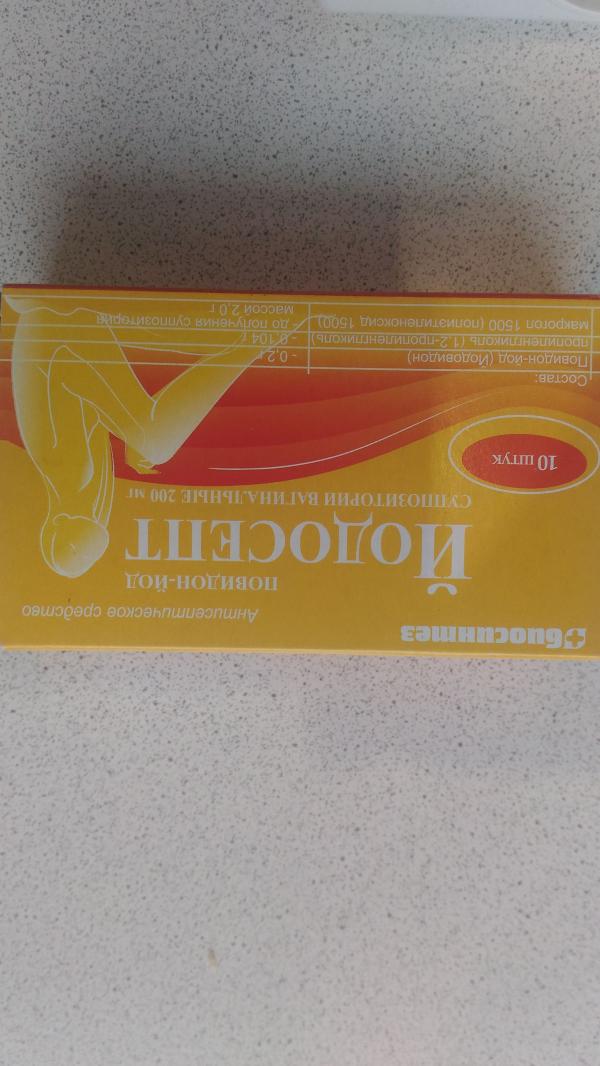 биосинтез
Антисептическое средство
ПОВИДОН-ЙОД
ЙОДОСЕПТ
СУППОЗИТОРИИ ВАГИНАЛЬНЫЕ 200 МГ
10 ШТУК
Состав:
Повидон-йод (Йодовидон) - 0,2 г
пропиленгликоль (1,2-пропиленгликоль) - 0,104 г
макрогол 1500 (полиэтиленоксид 1500) до получения суппозитория
массой 2,0 г